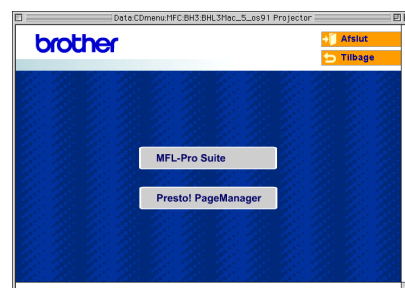 Data:CDmenu:MFC:BH3:BHL3Mac_5_os91 Projector
brother
Afslut
Tilbage
MFL-Pro Suite
Presto! PageManager